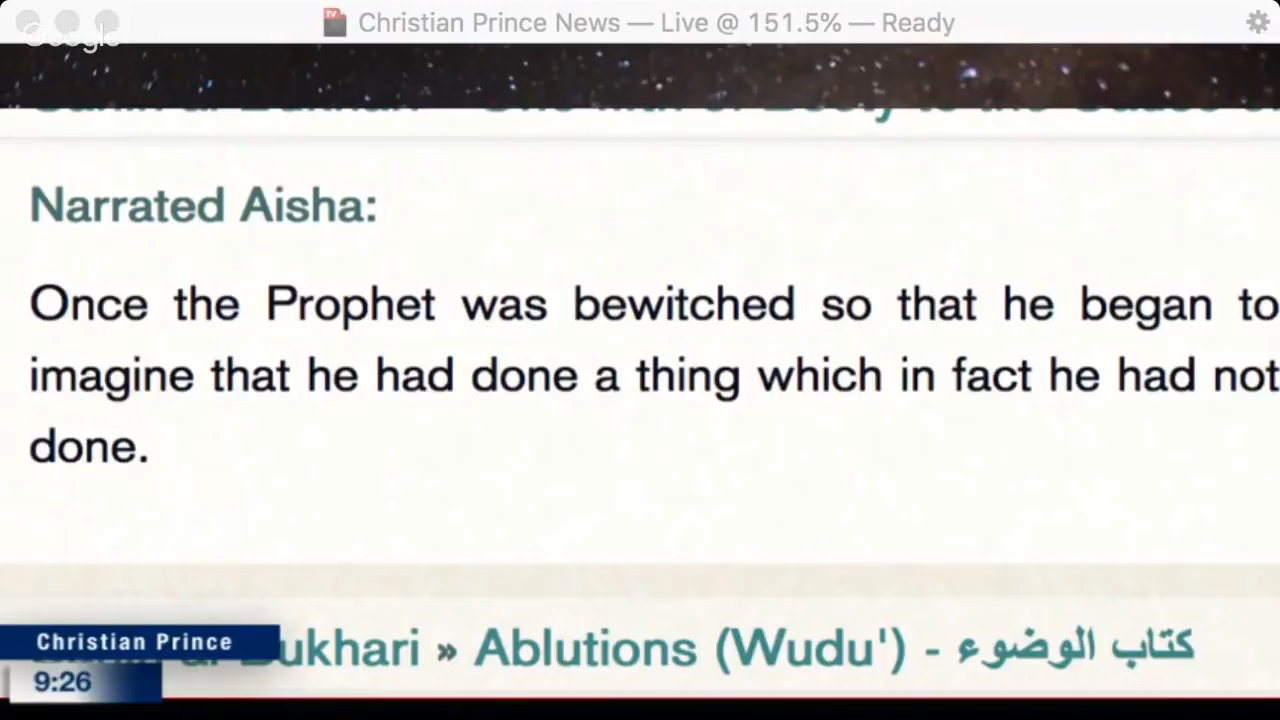 Christian Prince News — Live @ 151.5% — Ready
Google
Narrated Aisha:
Once the Prophet was bewitched so that he began to
imagine that he had done a thing which in fact he had not
done.
Christian Prince
Bukhari » Ablutions (Wudu') - كتاب الوضوء
9:26